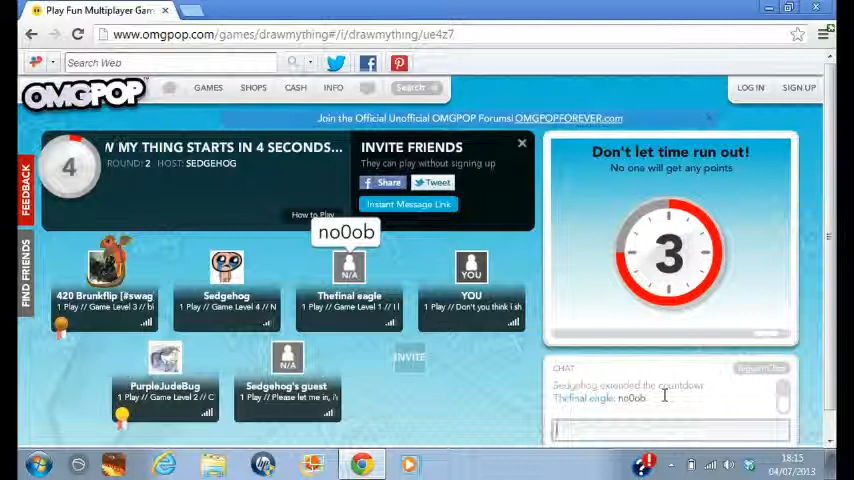 Play Fun Multiplayer Gam
www.omgpop.com/games/drawmything#/i/drawmything/ue4z7
Search Web
OMGPOP
GAMES
SHOPS
CASH
INFO
Search
LOG IN
SIGN UP
Join the Official Unofficial OMGPOP Forums! OMGPOPFOREVER.com
FEEDBACK
FIND FRIENDS
4
W MY THING STARTS IN 4 SECONDS...
ROUND: 2 HOST: SEDGEHOG
How to Play
INVITE FRIENDS
They can play without signing up
Share
Tweet
Instant Message Link
Don't let time run out!
No one will get any points
3
no0ob
420 Brunkflip [#swag
1 Play // Game Level 3 // bl
Sedgehog
1 Play // Game Level 4 // N
N/A
Thefinal eagle
1 Play // Game Level 1 // I l
YOU
YOU
1 Play // Don't you think i sh
PurpleJudeBug
1 Play // Game Level 2 // C
N/A
Sedgehog's guest
1 Play // Please let me in, i'v
INVITE
CHAT
Sedgehog extended the countdown
Thefinal eagle: no0ob
18:15
04/07/2013